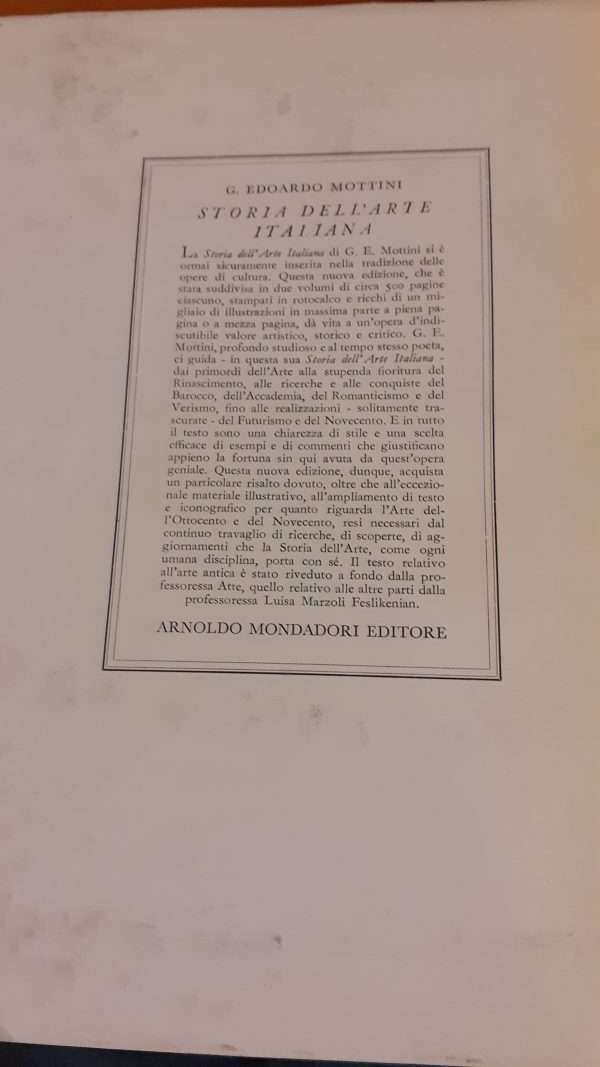 G. EDOARDO MOTTINI
STORIA DELL'ARTE
ITALIANA
La Storia dell'Arte Italiana di G. E. Mottini si è
ormai sicuramente inserita nella tradizione delle
opere di cultura. Questa nuova edizione, che è
stata suddivisa in due volumi di circa 500 pagine
ciascuno, stampati in rotocalco e ricchi di un mi-
gliaio di illustrazioni in massima parte a piena pa-
gina o a mezza pagina, dà vita a un'opera d'indi-
scutibile valore artistico, storico e critico. G. E.
Mottini, profondo studioso e al tempo stesso poeta,
ci guida - in questa sua Storia dell'Arte Italiana -
dai primordi dell'Arte alla stupenda fioritura del
Rinascimento, alle ricerche e alle conquiste del
Barocco, dell'Accademia, del Romanticismo e del
Verismo, fino alle realizzazioni - solitamente tra-
scurate - del Futurismo e del Novecento. E in tutto
il testo sono una chiarezza di stile e una scelta
efficace di esempi e di commenti che giustificano
appieno la fortuna sin qui avuta da quest'opera
geniale. Questa nuova edizione, dunque, acquista
un particolare risalto dovuto, oltre che all'eccezio-
nale materiale illustrativo, all'ampliamento di testo
e iconografico per quanto riguarda l'Arte del-
l'Ottocento e del Novecento, resi necessari dal
continuo travaglio di ricerche, di scoperte, di ag-
giornamenti che la Storia dell'Arte, come ogni
umana disciplina, porta con sé. Il testo relativo
all'arte antica è stato riveduto a fondo dalla pro-
fessoressa Atte, quello relativo alle altre parti dalla
professoressa Luisa Marzoli Feslikenian.
ARNOLDO MONDADORI EDITORE